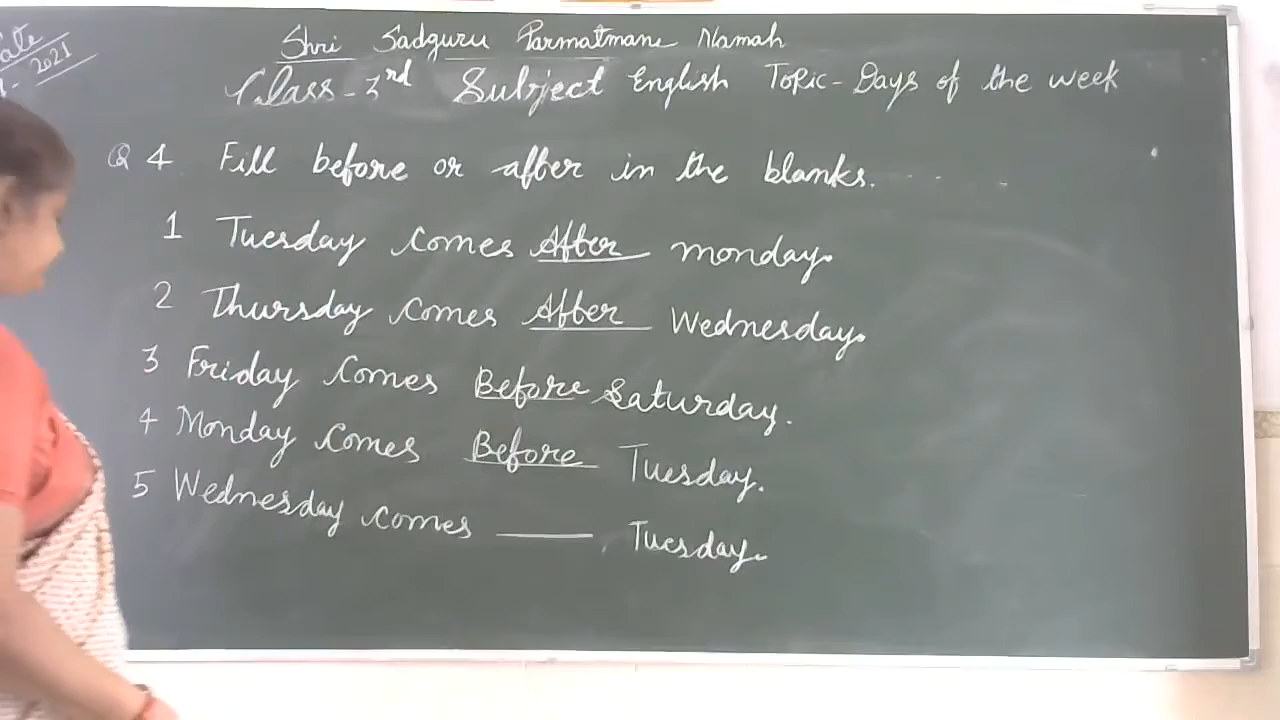 Shri Sadguru Parmatmane Namah
Class - 3rd Subject English Topic - Days of the week
Q 4 Fill before or after in the blanks.
1 Tuesday comes After monday.
2 Thursday comes After Wednesday.
3 Friday comes Before Saturday.
4 Monday comes Before Tuesday.
5 Wednesday comes ______ Tuesday.
2021